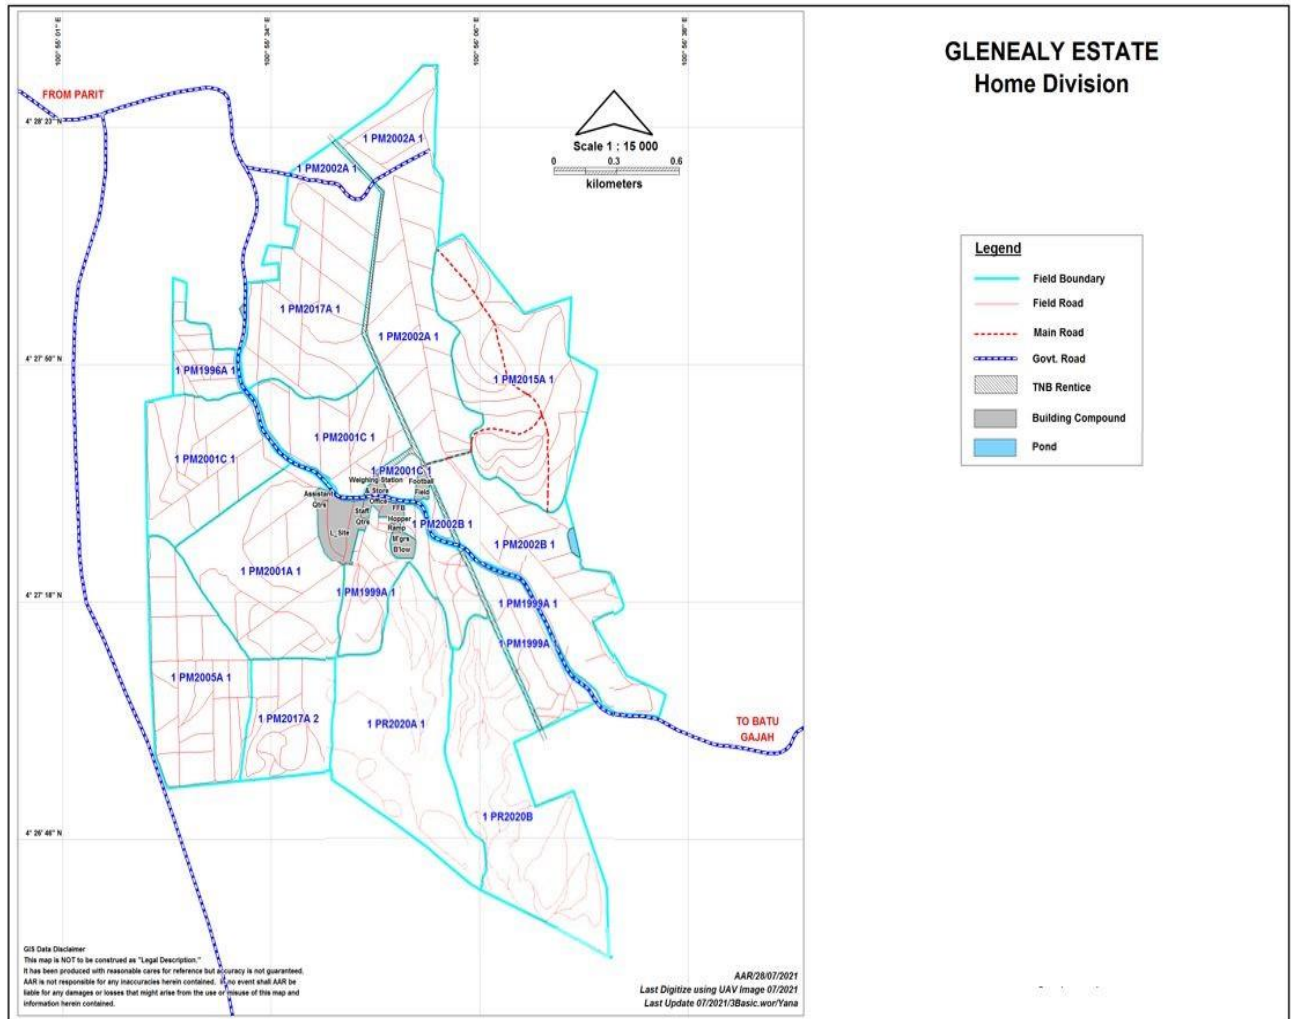 GLENEALY ESTATE
Home Division
100° 55' 01" E
100° 55' 34" E
100° 56' 06" E
100° 56' 38" E
FROM PARIT
4° 28' 23" N
Scale 1 : 15 000
0 0.3 0.6
kilometers
1 PM2002A 1
1 PM2002A 1
Legend
Field Boundary
Field Road
Main Road
Govt. Road
TNB Rentice
Building Compound
Pond
1 PM2017A 1
1 PM2002A 1
4° 27' 50" N
1 PM1996A 1
1 PM2015A 1
1 PM2001C 1
1 PM2001C 1
1 PM2001C 1
Weighing Station
& Store
Football
Field
Assistant
Qtrs
Office
Staff
Qtrs
FFB
Hopper
Ramp
L_Site
M'grs
B'low
1 PM2002B 1
1 PM2002B 1
1 PM2001A 1
1 PM1999A 1
4° 27' 18" N
1 PM1999A 1
1 PM1999A
1 PM2005A 1
1 PM2017A 2
1 PR2020A 1
TO BATU
GAJAH
1 PR2020B
4° 26' 46" N
GIS Data Disclaimer
This map is NOT to be construed as "Legal Description."
It has been produced with reasonable cares for reference but accuracy is not guaranteed.
AAR is not responsible for any inaccuracies herein contained. In no event shall AAR be
liable for any damages or losses that might arise from the use or misuse of this map and
information herein contained.
AAR/28/07/2021
Last Digitize using UAV Image 07/2021
Last Update 07/2021/3Basic.wor/Yana